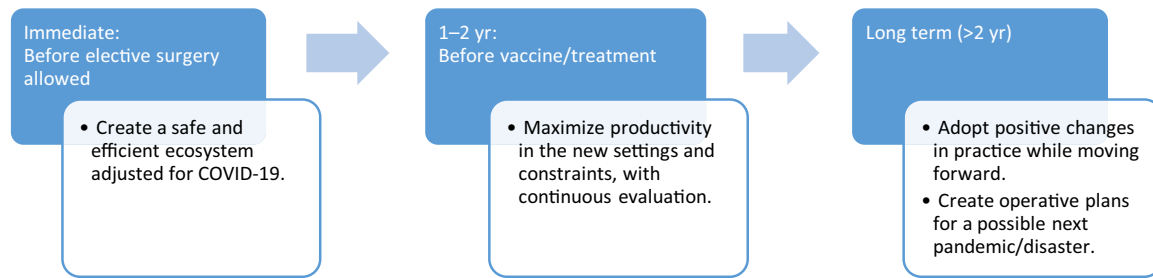 Immediate:
Before elective surgery
allowed
• Create a safe and
efficient ecosystem
adjusted for COVID-19.
1–2 yr:
Before vaccine/treatment
• Maximize productivity
in the new settings and
constraints, with
continuous evaluation.
Long term (>2 yr)
• Adopt positive changes
in practice while moving
forward.
• Create operative plans
for a possible next
pandemic/disaster.